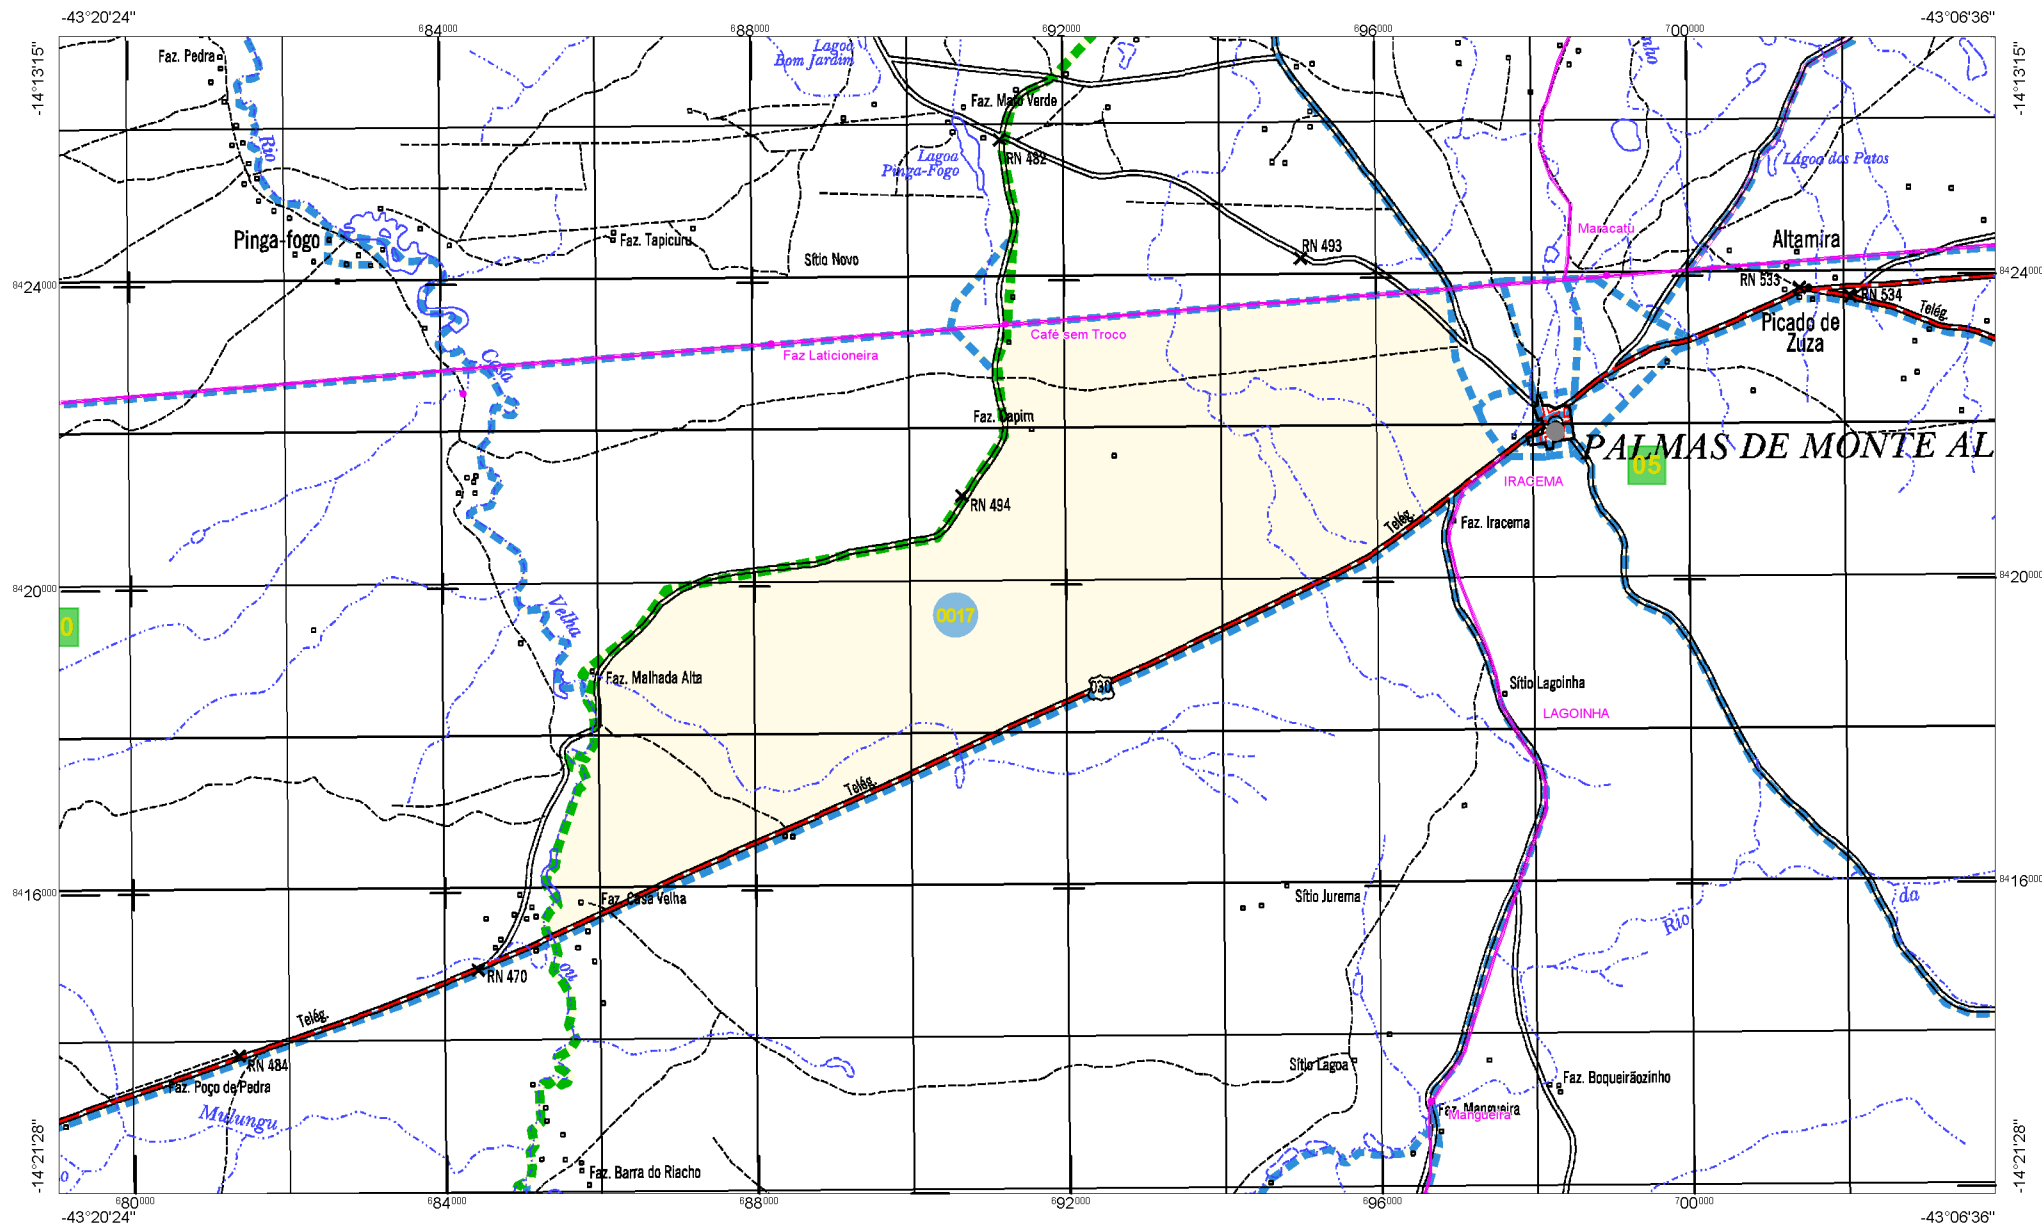 -43°20'24"
-43°06'36"
684000
688000
692000
696000
700000
-14°13'15"
-14°13'15"
Faz. Pedra
Lagoa
Bom Jardim
Faz. Mato Verde
Rio
RN 482
Lagoa
Pinga-Fogo
Lagoa dos Patos
Pinga-fogo
Faz. Tapicuru
Sítio Novo
RN 493
Maracatu
Altamira
8424000
8424000
RN 533
RN 534
Teleg.
Picado de
Zuza
Café sem Troco
Faz Laticioneira
Casa
Faz. Capim
PALMAS DE MONTE AL
05
IRACEMA
RN 494
Teleg.
Faz. Iracema
8420000
8420000
0
0017
Velha
Faz. Malhada Alta
030
Sítio Lagoinha
LAGOINHA
Teleg.
8416000
8416000
Faz. Casa Velha
Sítio Jurema
Rio
da
ou
RN 470
Teleg.
RN 484
Faz. Poço de Pedra
Mulungu
Sítio Lagoa
Faz. Boqueirãozinho
Faz. Mangueira
Mangueira
Faz. Barra do Riacho
-14°21'28"
-14°21'28"
680000
684000
688000
692000
696000
700000
-43°20'24"
-43°06'36"